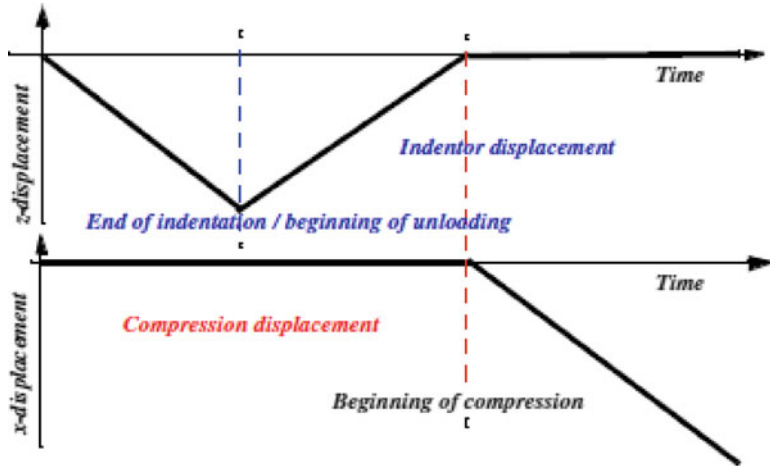 z-displacement
Time
Indentor displacement
End of indentation / beginning of unloading
x-displacement
Time
Compression displacement
Beginning of compression